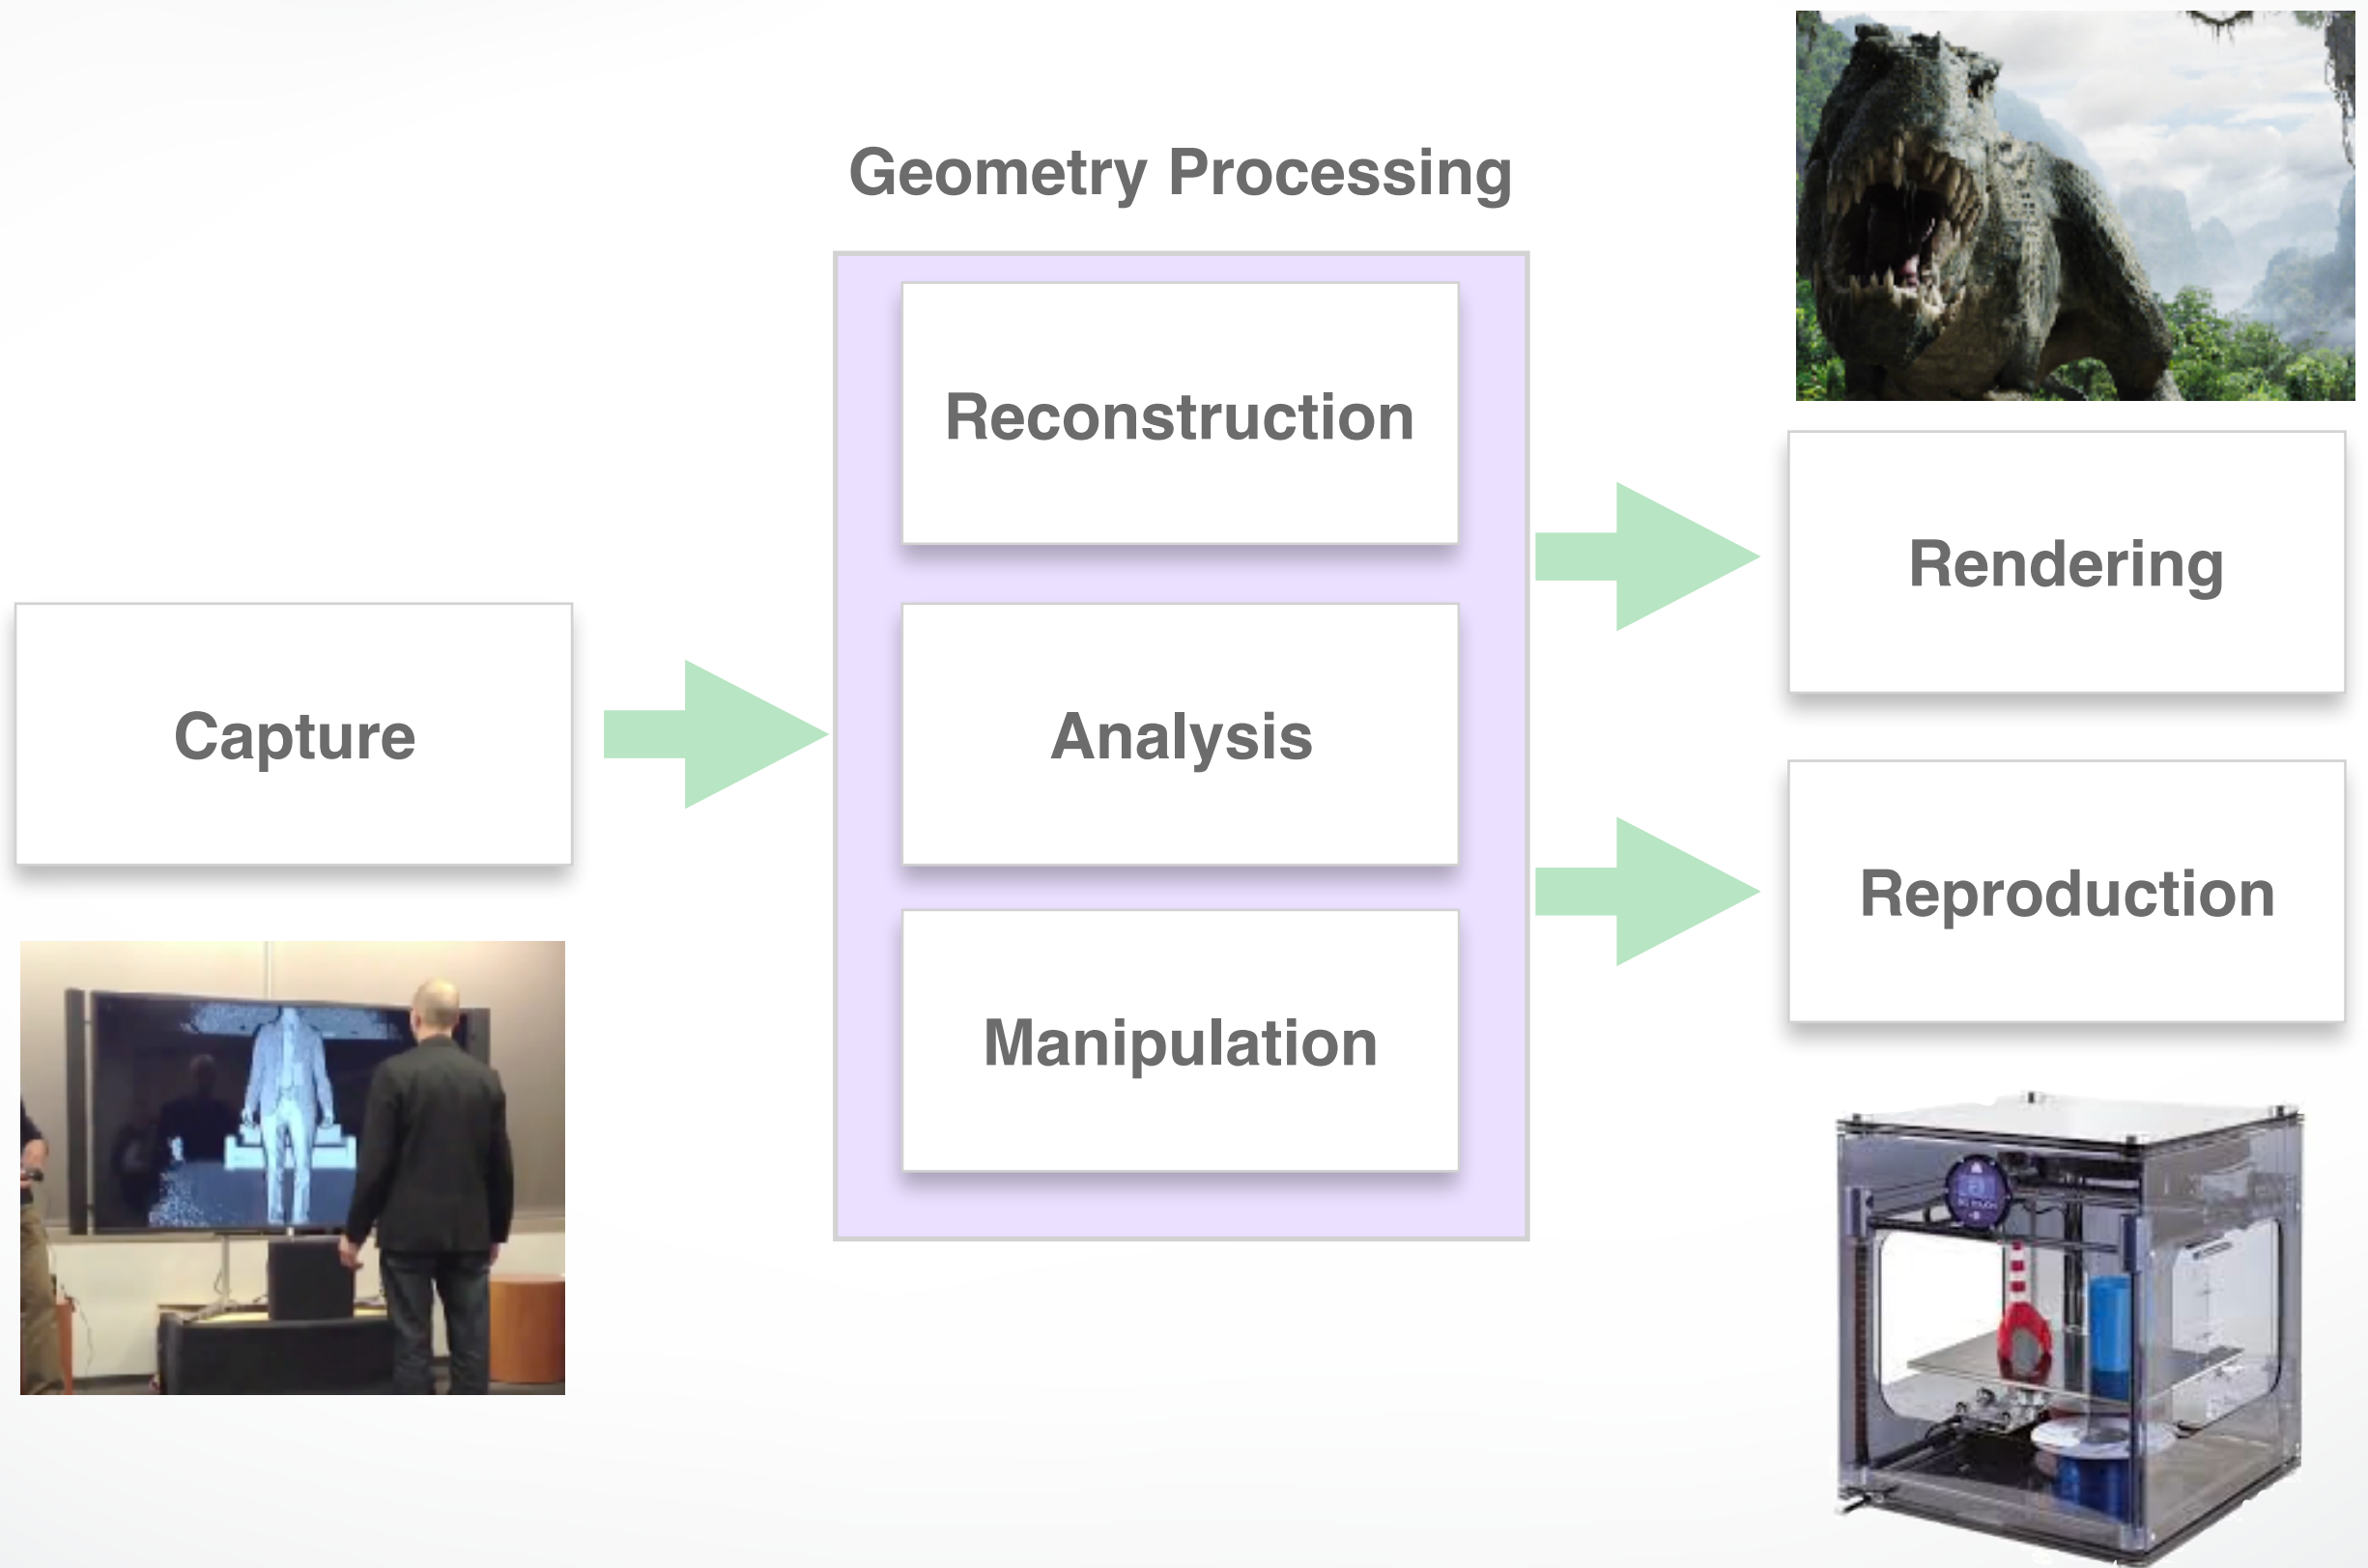 Geometry Processing
Capture
Reconstruction
Analysis
Manipulation
Rendering
Reproduction